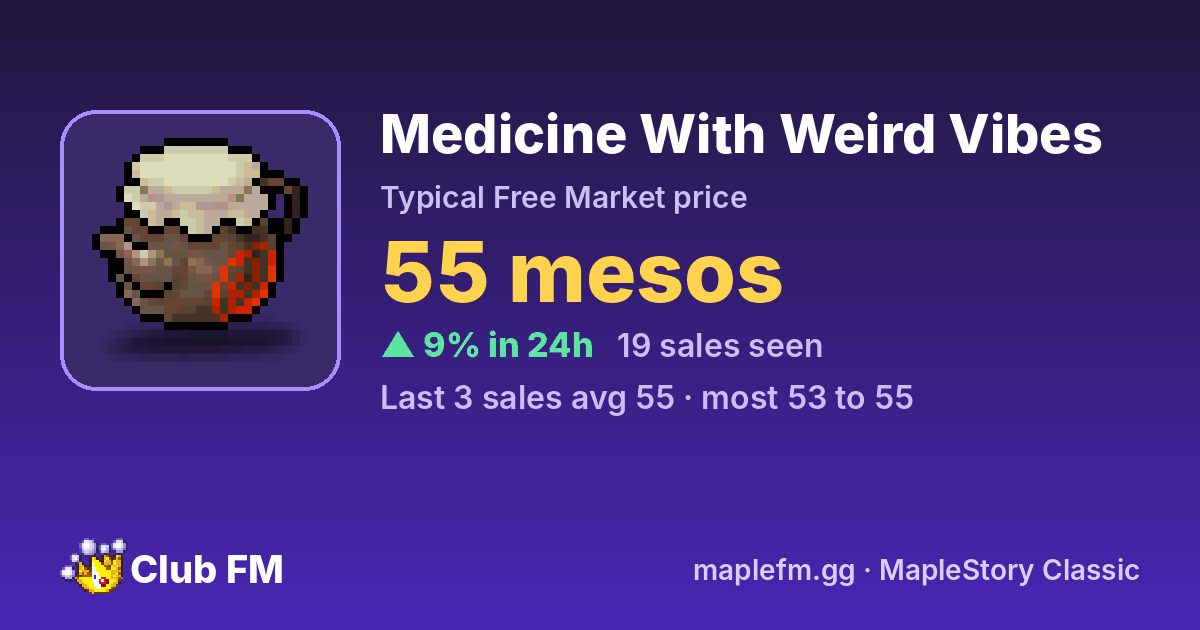 Medicine With Weird Vibes
Typical Free Market price
55 mesos
▲ 9% in 24h 19 sales seen
Last 3 sales avg 55 · most 53 to 55
Club FM
maplefm.gg · MapleStory Classic